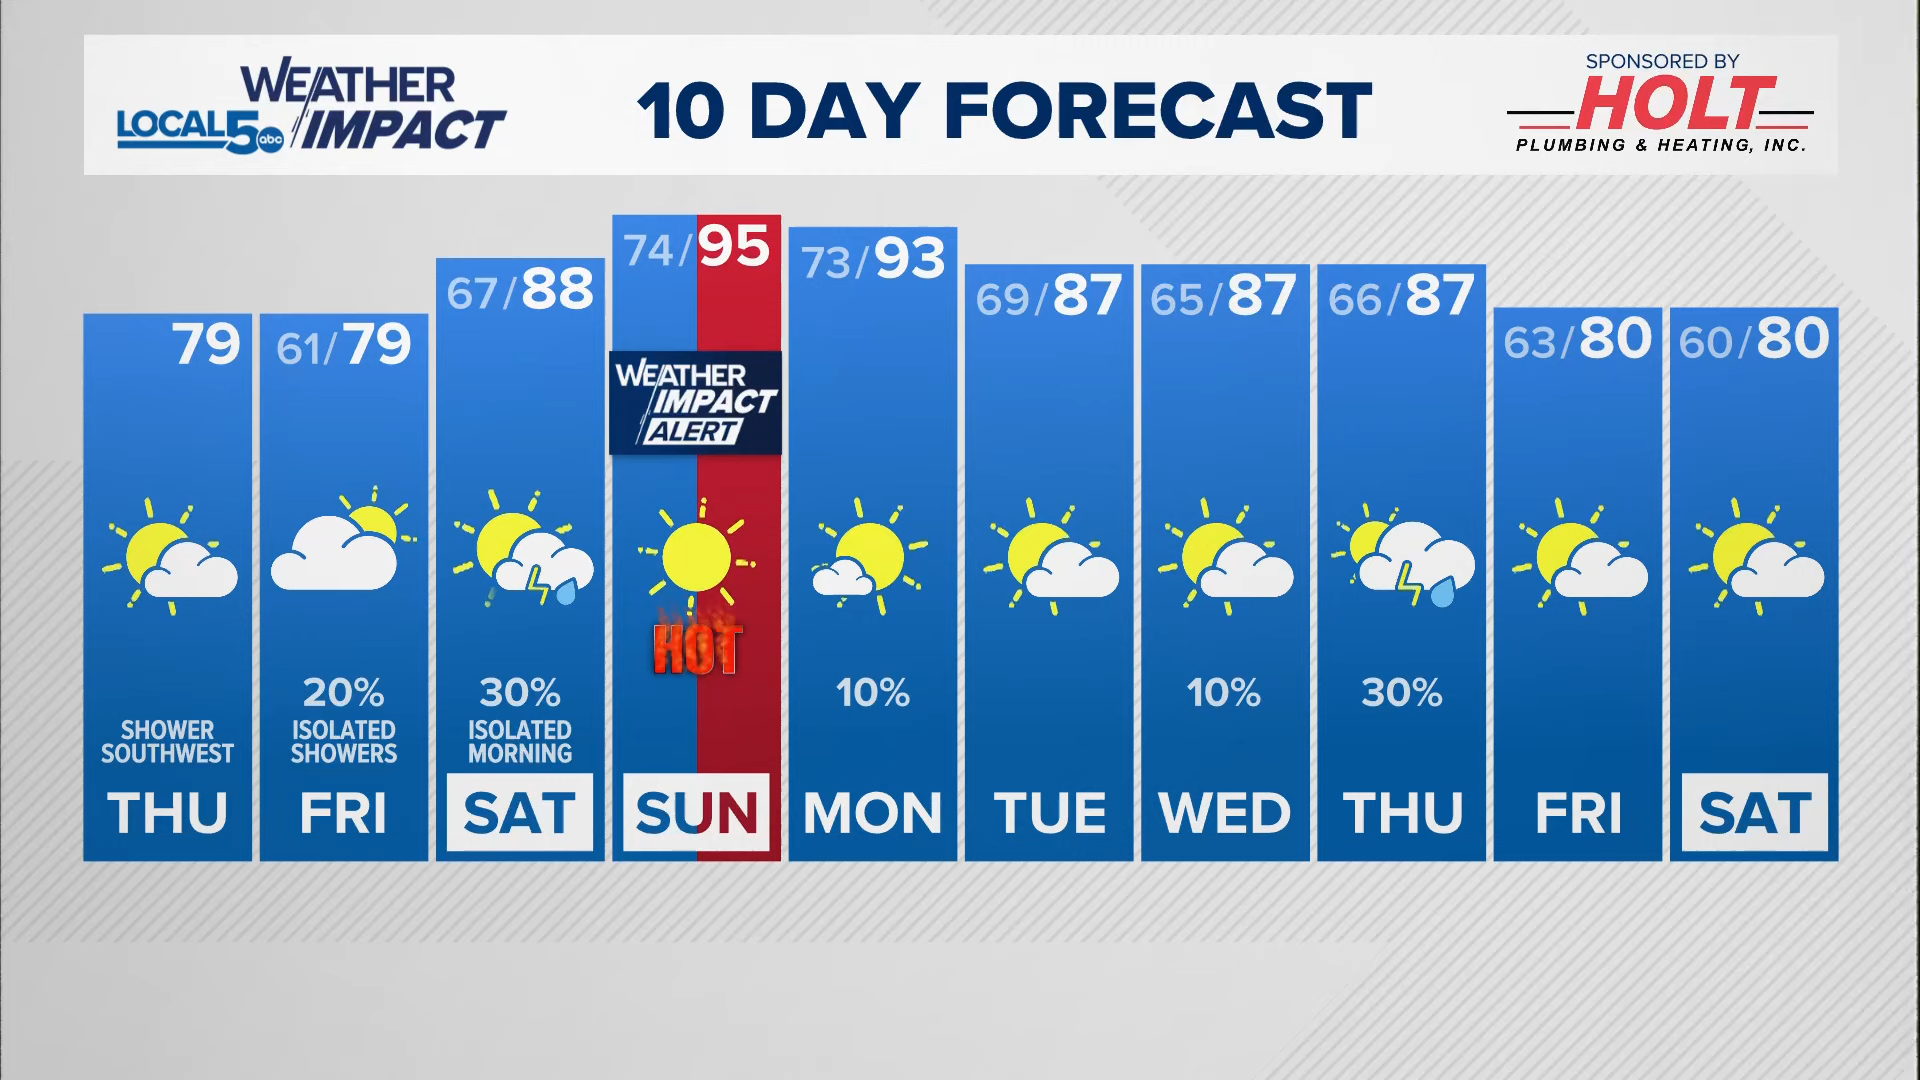 WEATHER
IMPACT
LOCAL 5 abc
10 DAY FORECAST
SPONSORED BY
HOLT
PLUMBING & HEATING, INC.
79
SHOWER
SOUTHWEST
THU
61/79
20%
ISOLATED
SHOWERS
FRI
67/88
30%
ISOLATED
MORNING
SAT
74/95
WEATHER
IMPACT
ALERT
HOT
SUN
73/93
10%
MON
69/87
TUE
65/87
10%
WED
66/87
30%
THU
63/80
FRI
60/80
SAT